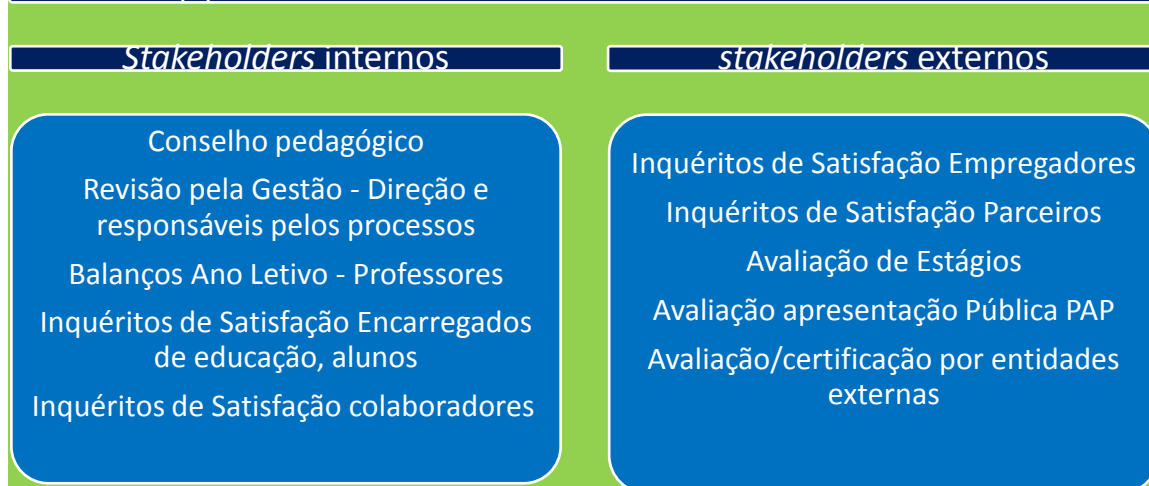 Stakeholders internos
stakeholders externos
Conselho pedagógico
Revisão pela Gestão - Direção e
responsáveis pelos processos
Balanços Ano Letivo - Professores
Inquéritos de Satisfação Encarregados
de educação, alunos
Inquéritos de Satisfação colaboradores
Inquéritos de Satisfação Empregadores
Inquéritos de Satisfação Parceiros
Avaliação de Estágios
Avaliação apresentação Pública PAP
Avaliação/certificação por entidades
externas